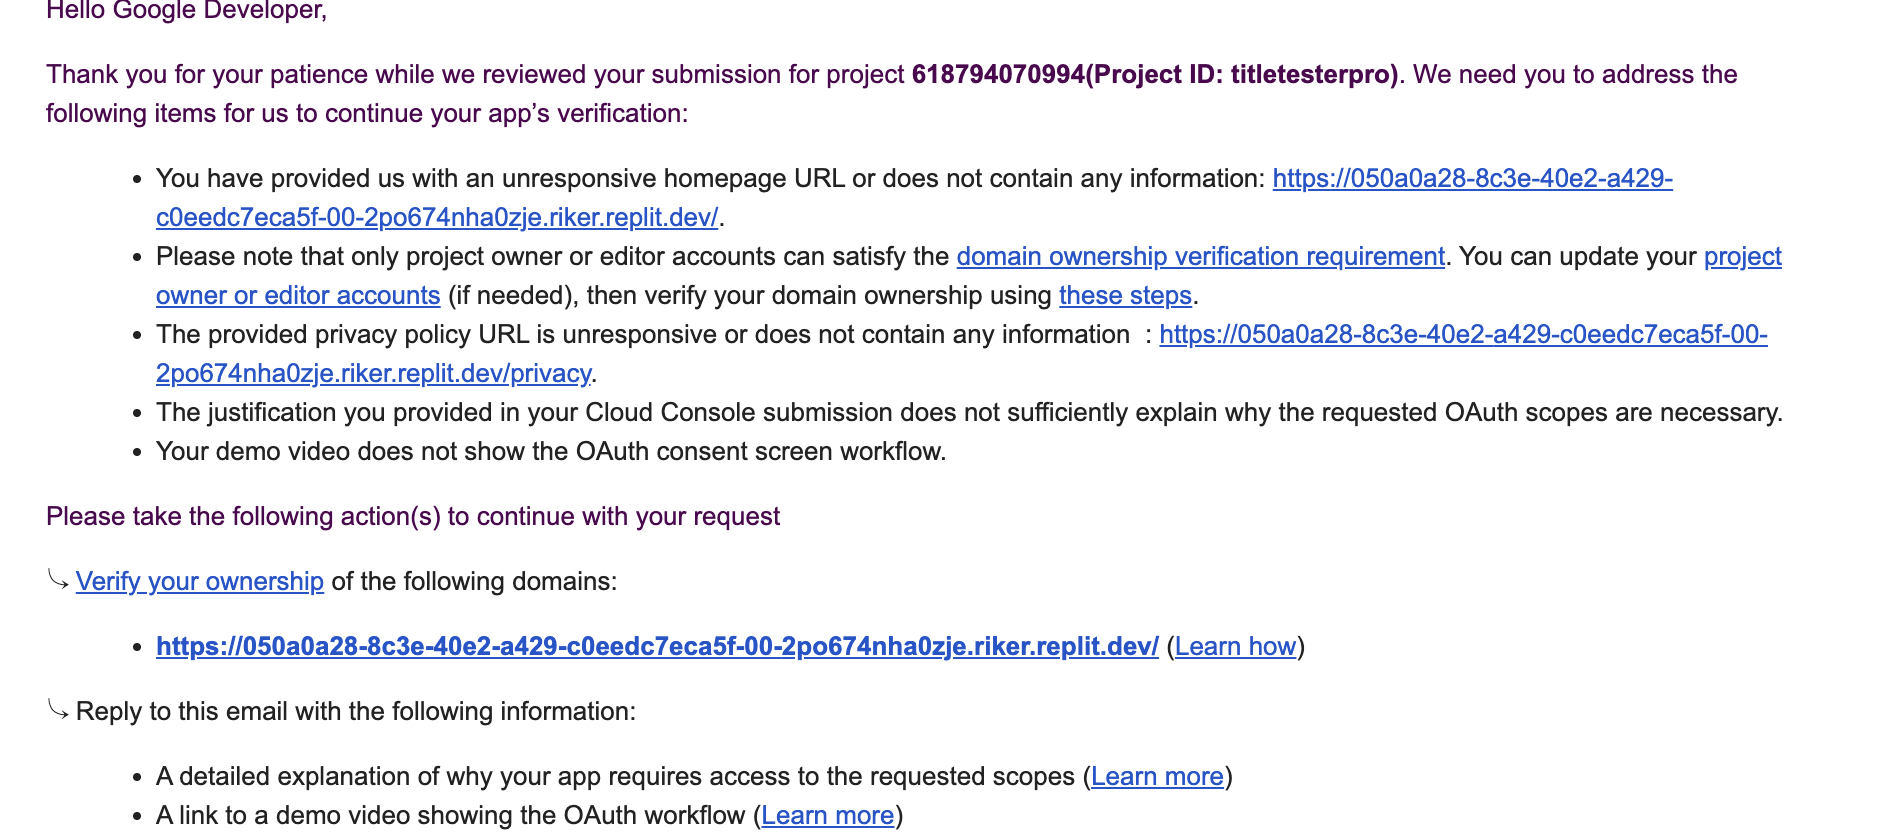 Hello Google Developer,
Thank you for your patience while we reviewed your submission for project 618794070994(Project ID: titletesterpro). We need you to address the
following items for us to continue your app’s verification:
• You have provided us with an unresponsive homepage URL or does not contain any information: https://050a0a28-8c3e-40e2-a429-
c0eedc7eca5f-00-2po674nha0zje.riker.replit.dev/.
• Please note that only project owner or editor accounts can satisfy the domain ownership verification requirement. You can update your project
owner or editor accounts (if needed), then verify your domain ownership using these steps.
• The provided privacy policy URL is unresponsive or does not contain any information : https://050a0a28-8c3e-40e2-a429-c0eedc7eca5f-00-
2po674nha0zje.riker.replit.dev/privacy.
• The justification you provided in your Cloud Console submission does not sufficiently explain why the requested OAuth scopes are necessary.
• Your demo video does not show the OAuth consent screen workflow.
Please take the following action(s) to continue with your request
⤷ Verify your ownership of the following domains:
• https://050a0a28-8c3e-40e2-a429-c0eedc7eca5f-00-2po674nha0zje.riker.replit.dev/ (Learn how)
⤷ Reply to this email with the following information:
• A detailed explanation of why your app requires access to the requested scopes (Learn more)
• A link to a demo video showing the OAuth workflow (Learn more)